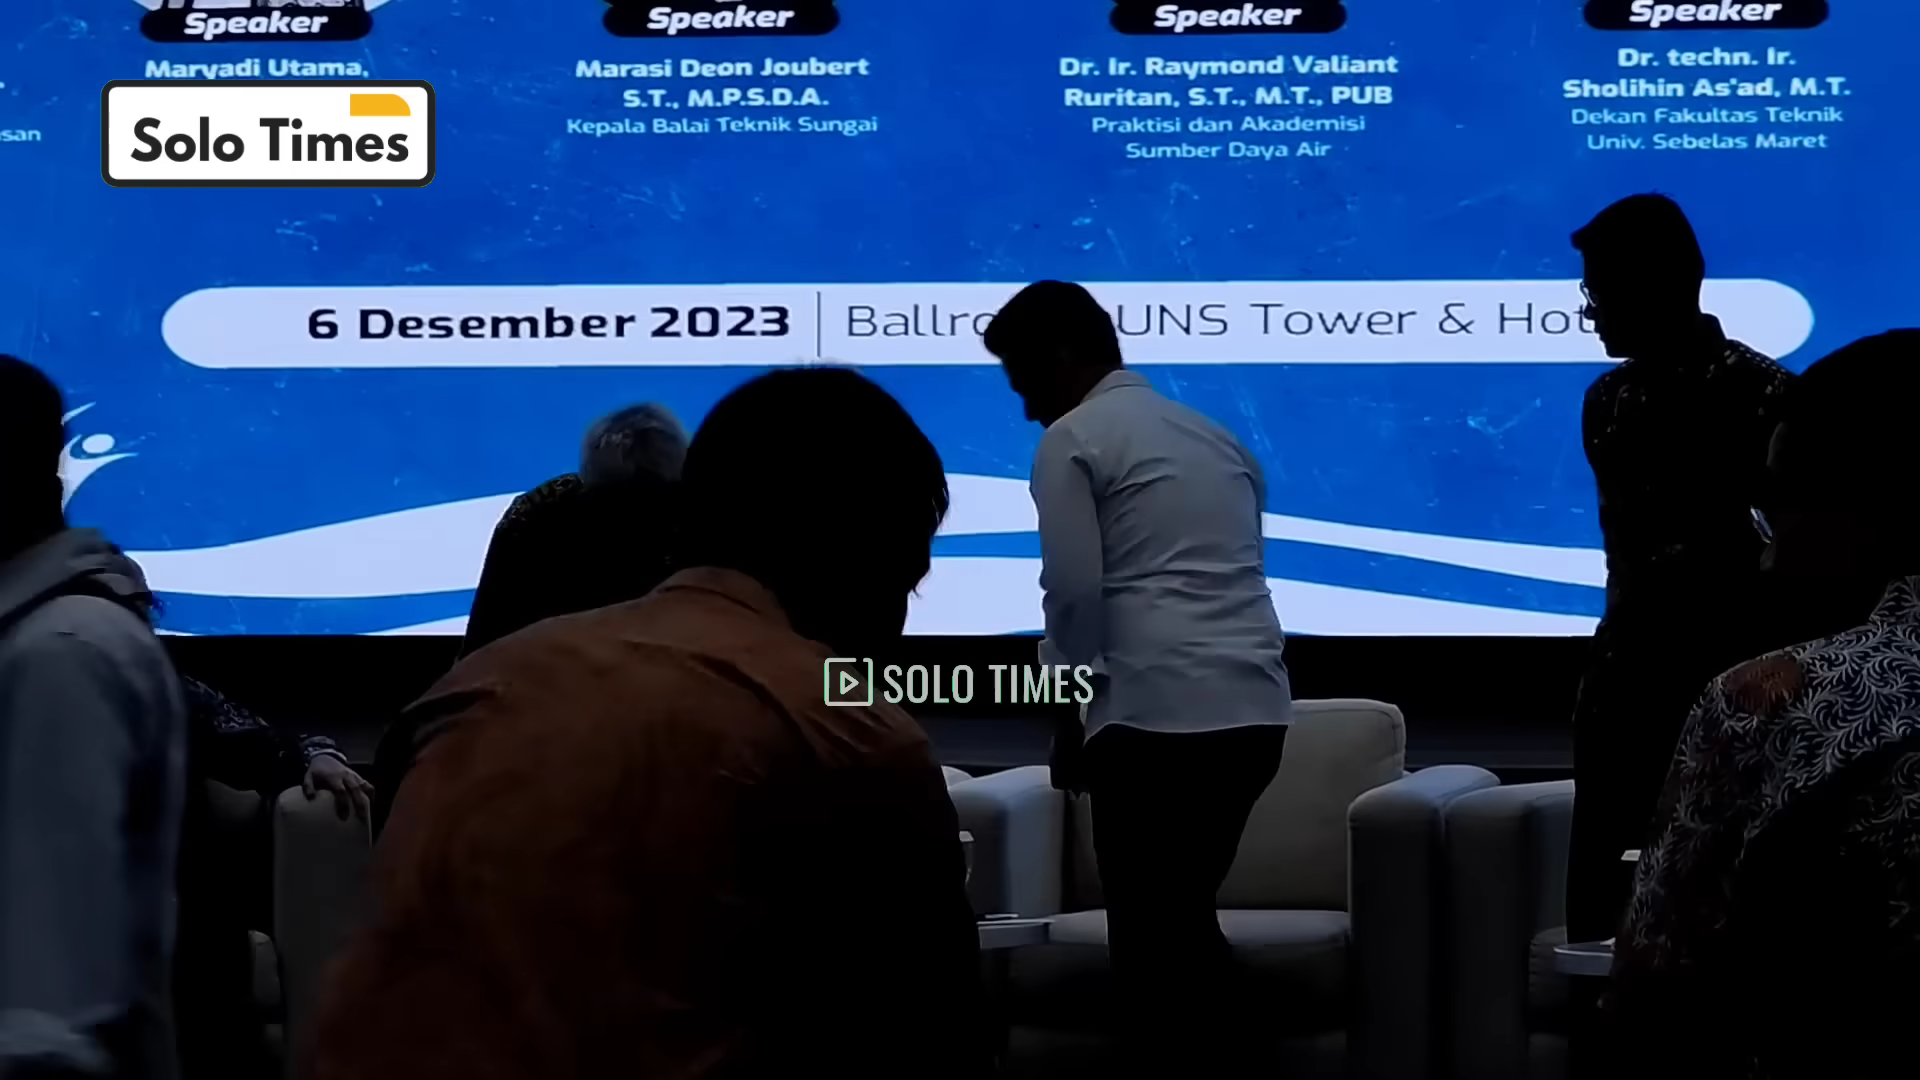 Speaker
Maryadi Utama,
Speaker
Marasi Deon Joubert
S.T., M.P.S.D.A.
Kepala Balai Teknik Sungai
Speaker
Dr. Ir. Raymond Valiant
Ruritan, S.T., M.T., PUB
Praktisi dan Akademisi
Sumber Daya Air
Speaker
Dr. techn. Ir.
Sholihin As'ad, M.T.
Dekan Fakultas Teknik
Univ. Sebelas Maret
Solo Times
6 Desember 2023
UNS Tower &
SOLO TIMES